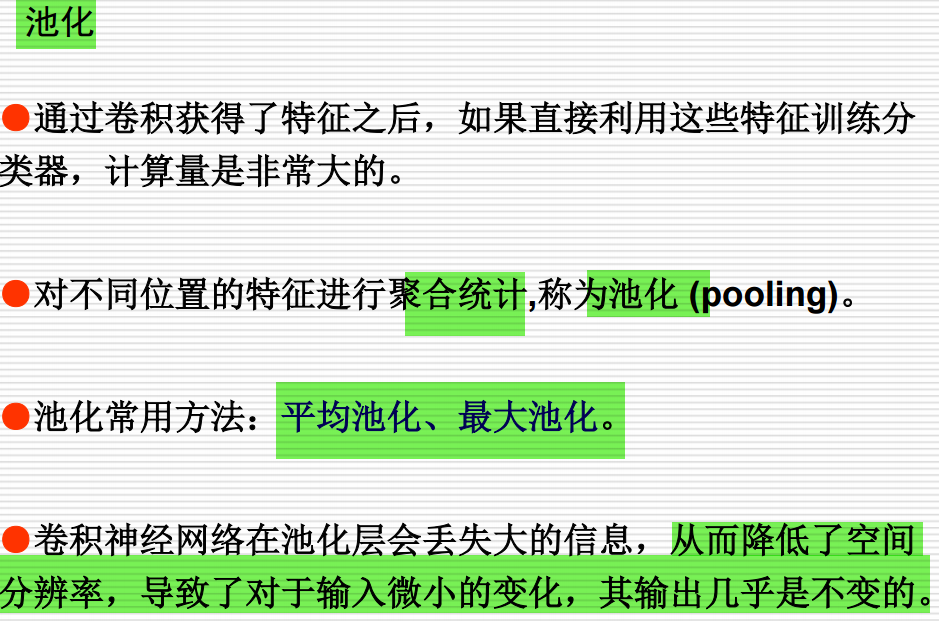 池化
●通过卷积获得了特征之后，如果直接利用这些特征训练分
类器，计算量是非常大的。
●对不同位置的特征进行聚合统计,称为池化 (pooling)。
●池化常用方法：平均池化、最大池化。
●卷积神经网络在池化层会丢失大的信息，从而降低了空间
分辨率，导致了对于输入微小的变化，其输出几乎是不变的。